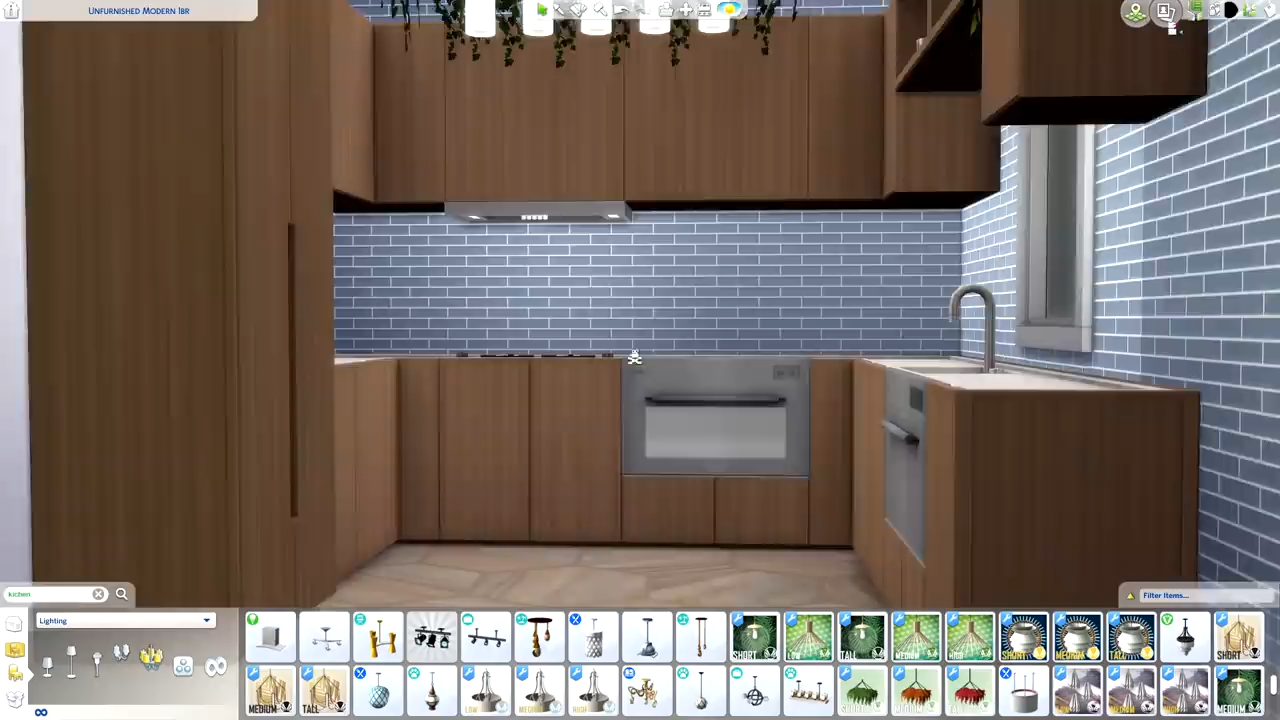 Unfurnished Modern 1BR
kichen
Filter Items...
Lighting
SHORT
LOW
TALL
MEDIUM
HIGH
SHORT
MEDIUM
TALL
SHORT
MEDIUM
TALL
LOW
MEDIUM
HIGH
MEDIUM